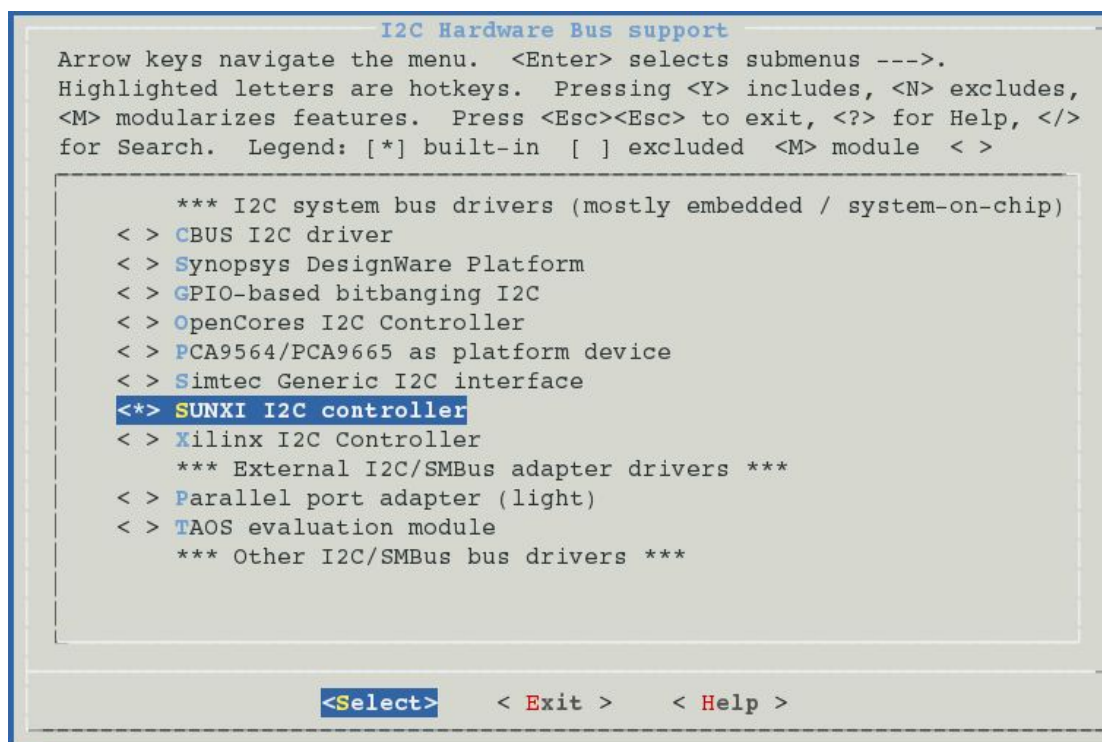 I2C Hardware Bus support
Arrow keys navigate the menu.  <Enter> selects submenus --->.
Highlighted letters are hotkeys.  Pressing <Y> includes, <N> excludes,
<M> modularizes features.  Press <Esc><Esc> to exit, <?> for Help, </>
for Search.  Legend: [*] built-in  [ ] excluded  <M> module  < >
*** I2C system bus drivers (mostly embedded / system-on-chip)
< > CBUS I2C driver
< > Synopsys DesignWare Platform
< > GPIO-based bitbanging I2C
< > OpenCores I2C Controller
< > PCA9564/PCA9665 as platform device
< > Simtec Generic I2C interface
<*> SUNXI I2C controller
< > Xilinx I2C Controller
*** External I2C/SMBus adapter drivers ***
< > Parallel port adapter (light)
< > TAOS evaluation module
*** Other I2C/SMBus bus drivers ***
<Select>    < Exit >    < Help >